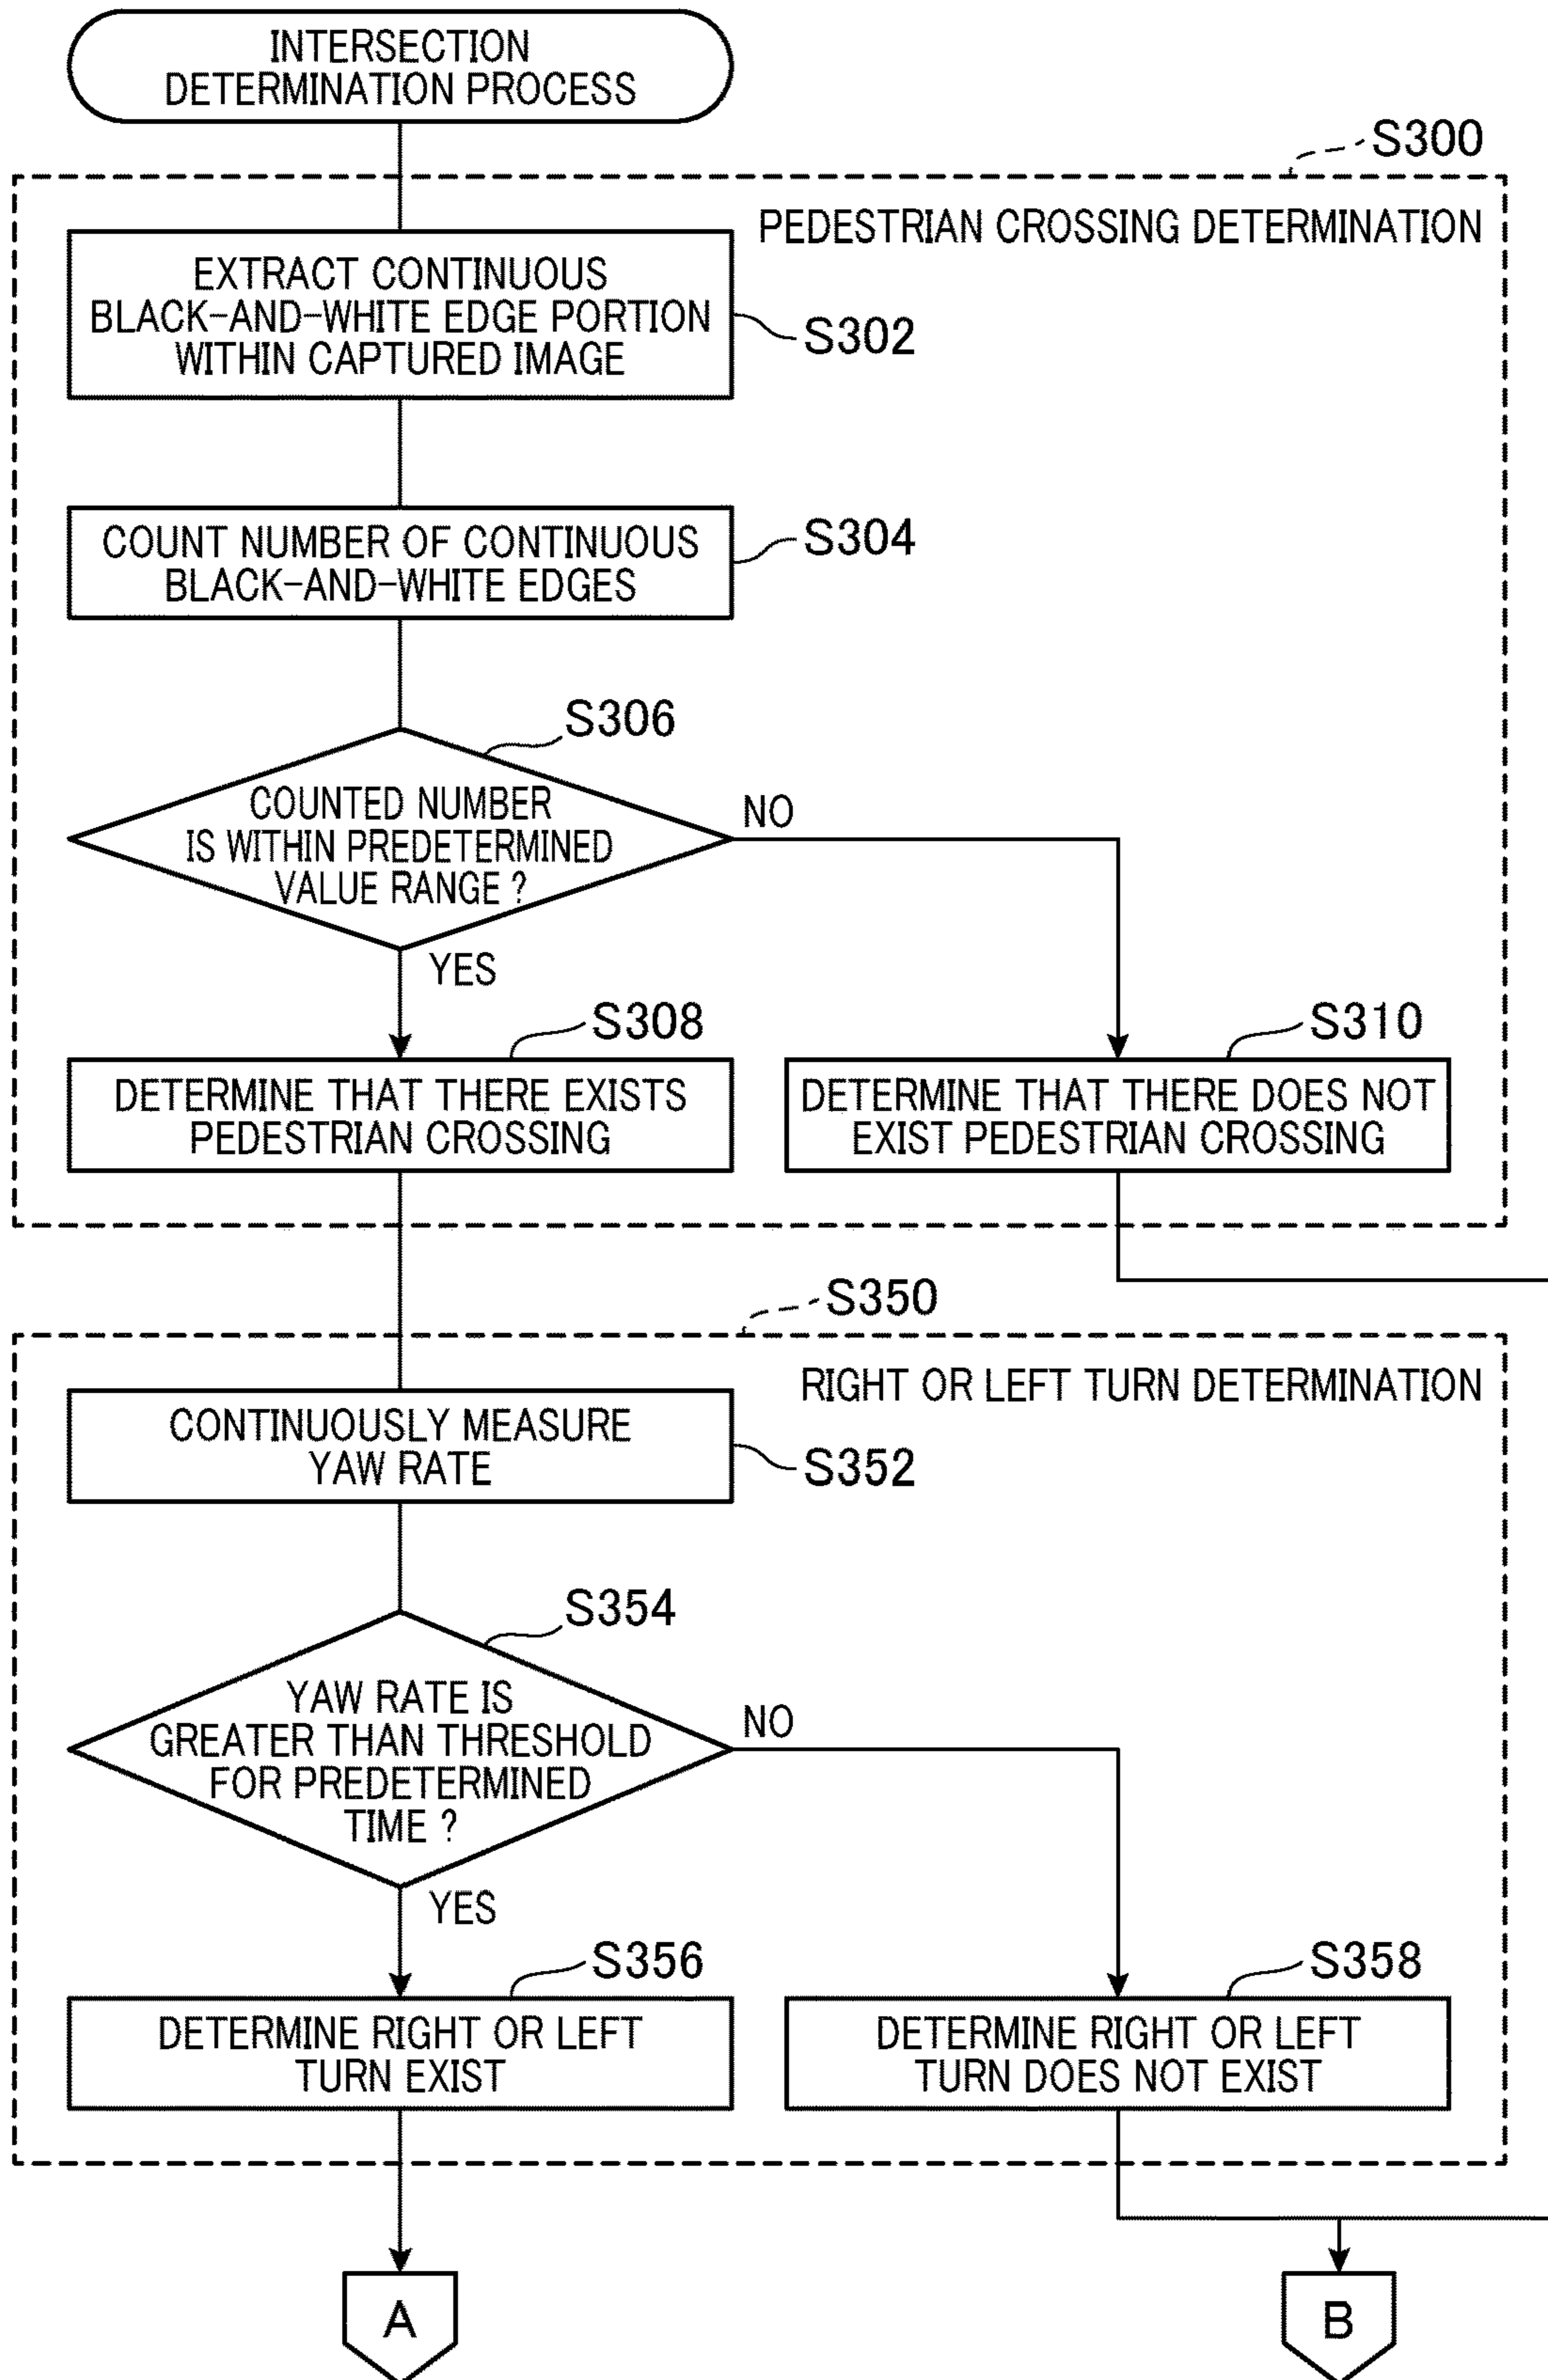 INTERSECTION
DETERMINATION PROCESS
S300
PEDESTRIAN CROSSING DETERMINATION
EXTRACT CONTINUOUS
BLACK-AND-WHITE EDGE PORTION
WITHIN CAPTURED IMAGE
S302
COUNT NUMBER OF CONTINUOUS
BLACK-AND-WHITE EDGES
S304
S306
COUNTED NUMBER
IS WITHIN PREDETERMINED
VALUE RANGE ?
NO
YES
S308
DETERMINE THAT THERE EXISTS
PEDESTRIAN CROSSING
S310
DETERMINE THAT THERE DOES NOT
EXIST PEDESTRIAN CROSSING
S350
RIGHT OR LEFT TURN DETERMINATION
CONTINUOUSLY MEASURE
YAW RATE
S352
S354
YAW RATE IS
GREATER THAN THRESHOLD
FOR PREDETERMINED
TIME ?
NO
YES
S356
DETERMINE RIGHT OR LEFT
TURN EXIST
S358
DETERMINE RIGHT OR LEFT
TURN DOES NOT EXIST
A
B